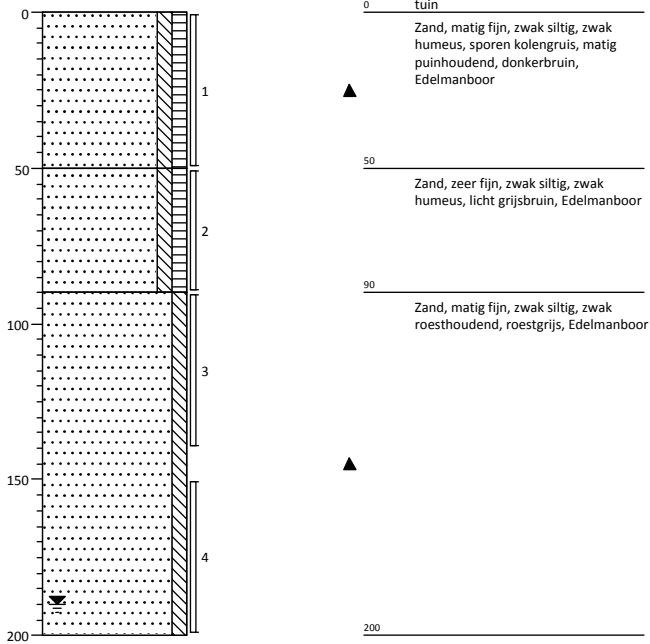 0
50
100
150
200
1
2
3
4
0
tuin
Zand, matig fijn, zwak siltig, zwak
humeus, sporen kolengruis, matig
puinhoudend, donkerbruin,
Edelmanboor
50
Zand, zeer fijn, zwak siltig, zwak
humeus, licht grijsbruin, Edelmanboor
90
Zand, matig fijn, zwak siltig, zwak
roesthoudend, roestgrijs, Edelmanboor
200